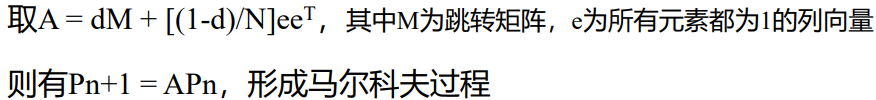 取A = dM + [(1-d)/N]eeᵀ，其中M为跳转矩阵，e为所有元素都为1的列向量
则有Pn+1 = APn，形成马尔科夫过程